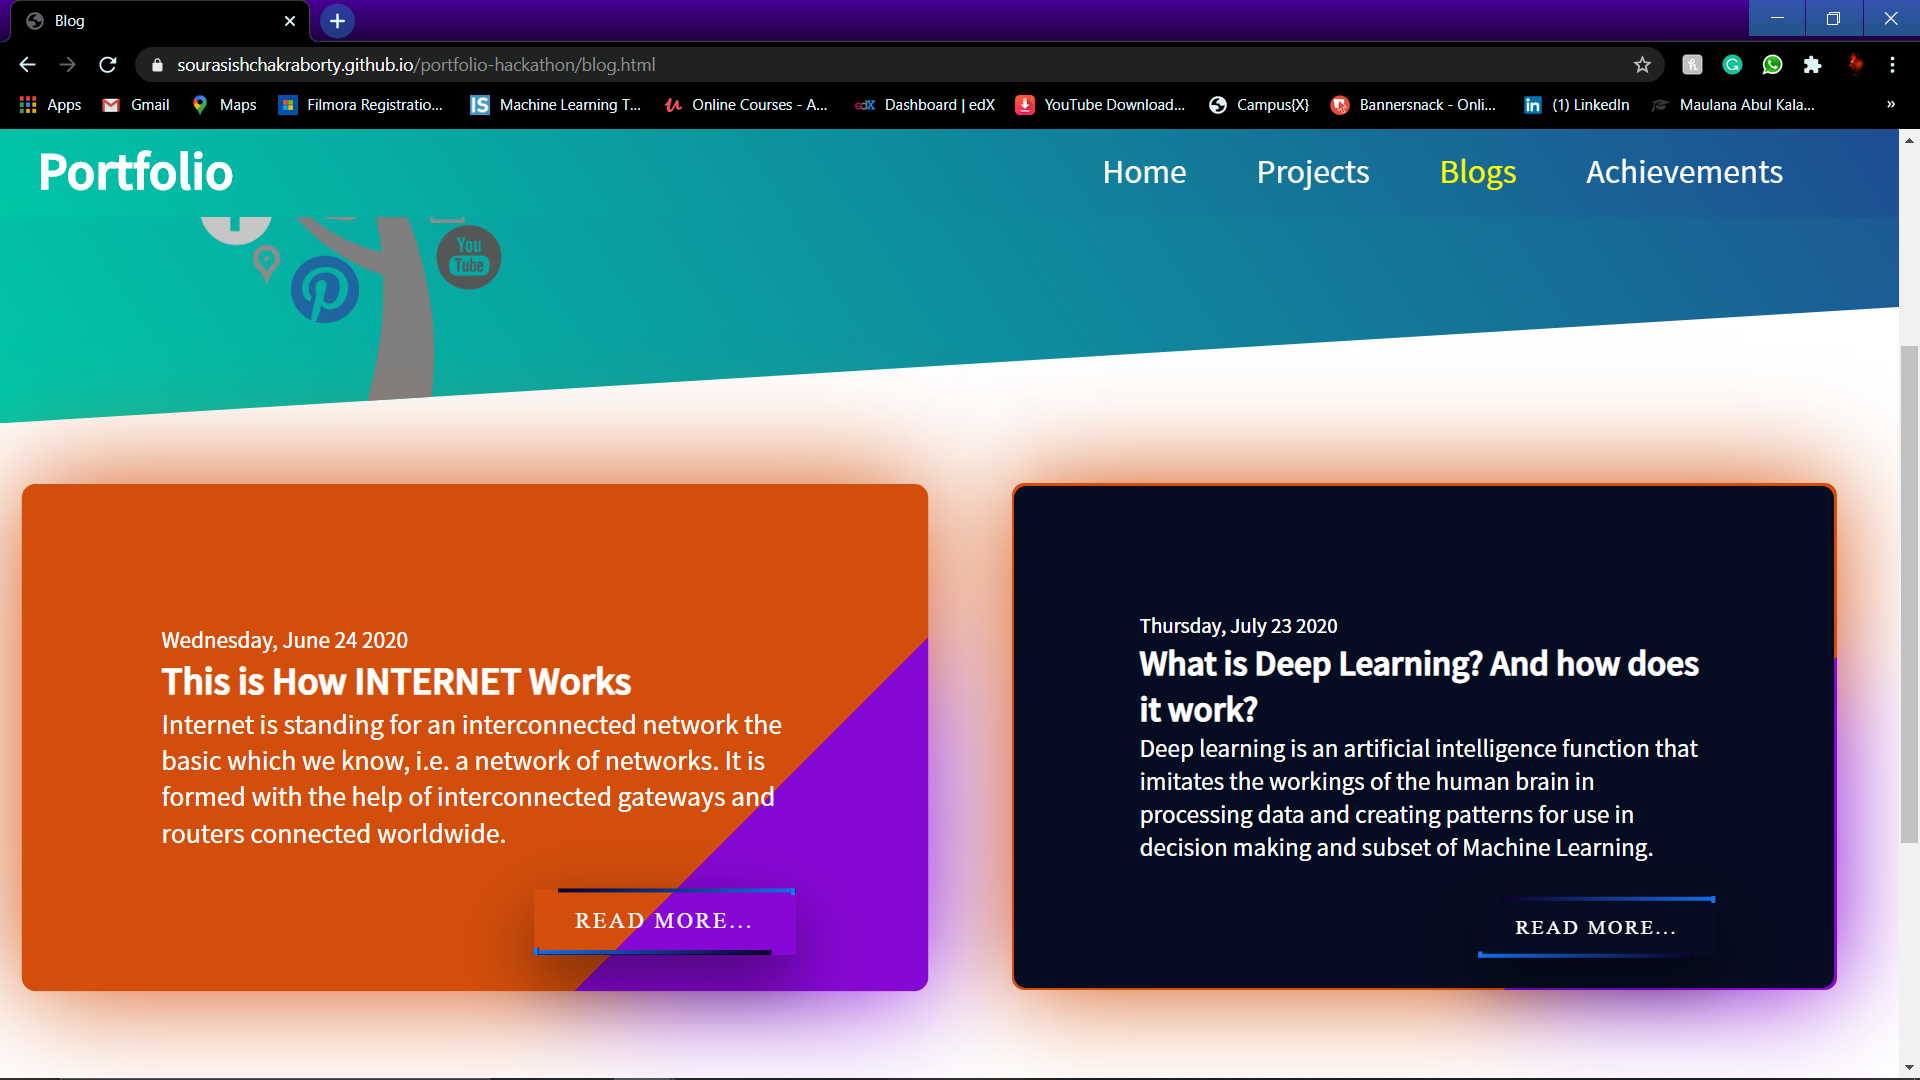 Blog
sourasishchakraborty.github.io/portfolio-hackathon/blog.html
Apps Gmail Maps Filmora Registratio... IS Machine Learning T... Online Courses - A... edX Dashboard | edX YouTube Download... Campus{X} Bannersnack - Onli... in (1) LinkedIn Maulana Abul Kala... »
Portfolio
Home Projects Blogs Achievements
You
Tube
Wednesday, June 24 2020
This is How INTERNET Works
Internet is standing for an interconnected network the
basic which we know, i.e. a network of networks. It is
formed with the help of interconnected gateways and
routers connected worldwide.
READ MORE...
Thursday, July 23 2020
What is Deep Learning? And how does
it work?
Deep learning is an artificial intelligence function that
imitates the workings of the human brain in
processing data and creating patterns for use in
decision making and subset of Machine Learning.
READ MORE...